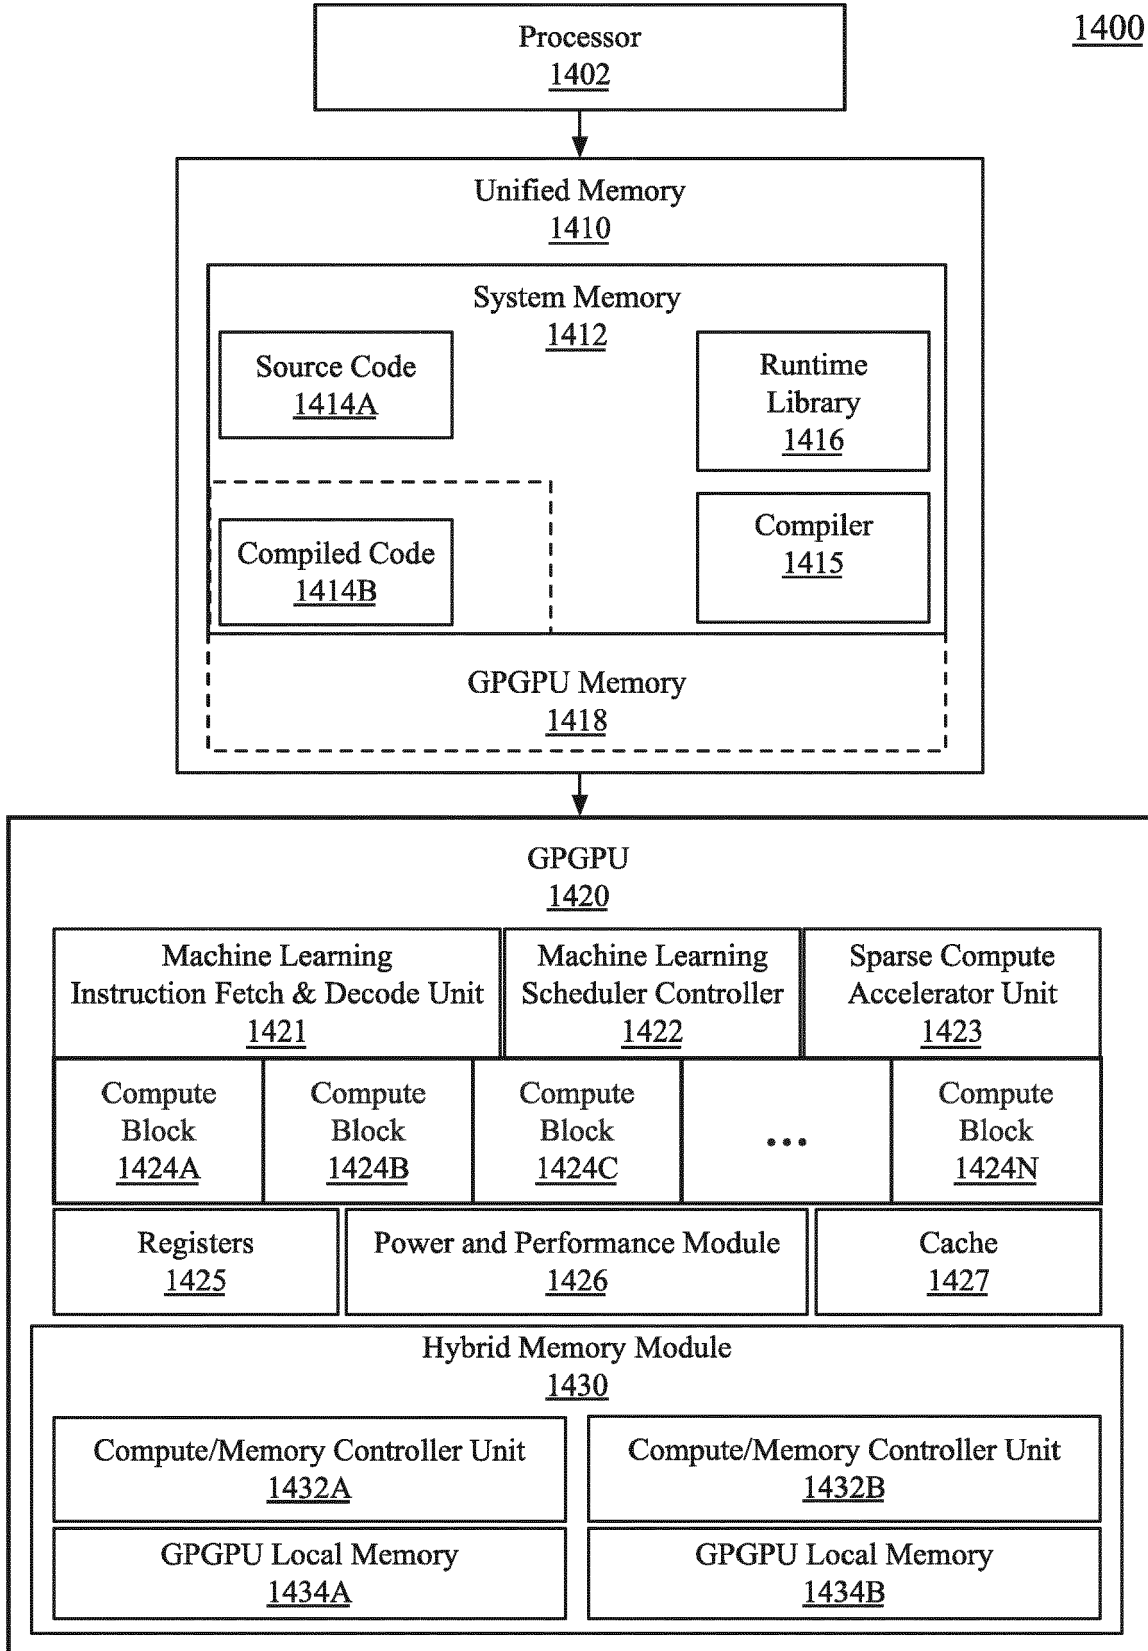 1400
Processor
1402
Unified Memory
1410
System Memory
1412
Source Code
1414A
Runtime
Library
1416
Compiled Code
1414B
Compiler
1415
GPGPU Memory
1418
GPGPU
1420
Machine Learning
Instruction Fetch & Decode Unit
1421
Machine Learning
Scheduler Controller
1422
Sparse Compute
Accelerator Unit
1423
Compute
Block
1424A
Compute
Block
1424B
Compute
Block
1424C
...
Compute
Block
1424N
Registers
1425
Power and Performance Module
1426
Cache
1427
Hybrid Memory Module
1430
Compute/Memory Controller Unit
1432A
Compute/Memory Controller Unit
1432B
GPGPU Local Memory
1434A
GPGPU Local Memory
1434B